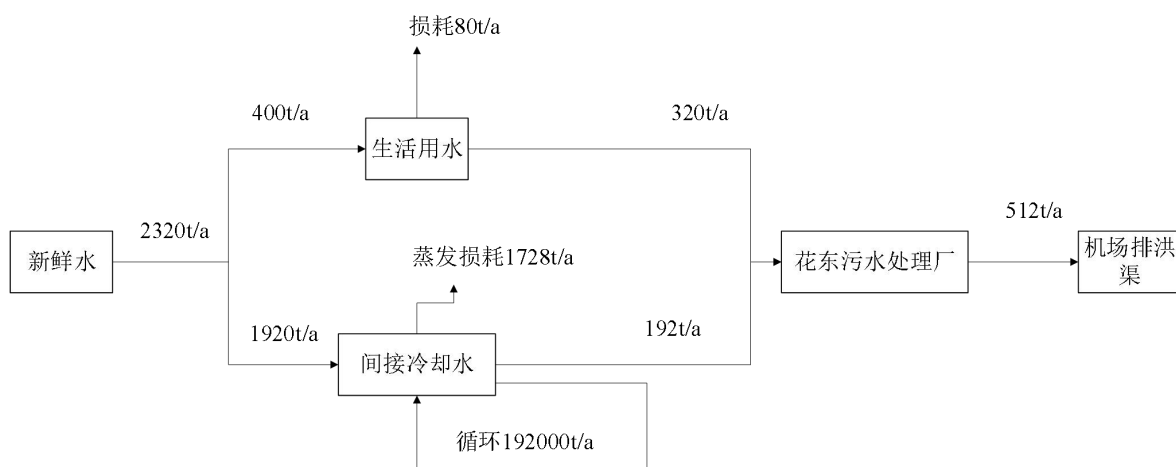 损耗80t/a
400t/a
320t/a
生活用水
2320t/a
512t/a
新鲜水
蒸发损耗1728t/a
花东污水处理厂
机场排洪
渠
1920t/a
192t/a
间接冷却水
循环192000t/a